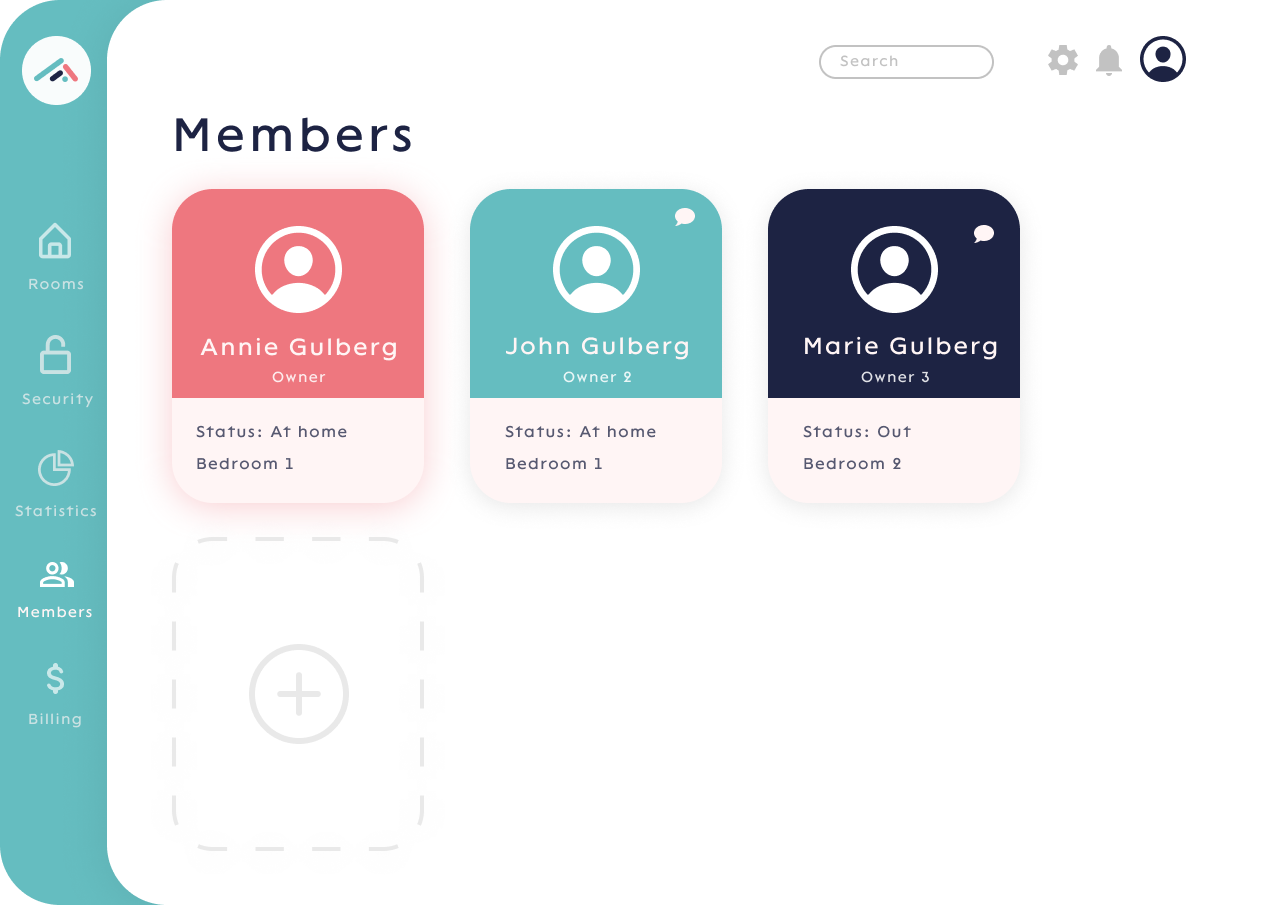 Search
Members
Annie Gulberg
Owner
Status: At home
Bedroom 1
John Gulberg
Owner 2
Status: At home
Bedroom 1
Marie Gulberg
Owner 3
Status: Out
Bedroom 2
Rooms
Security
Statistics
Members
Billing